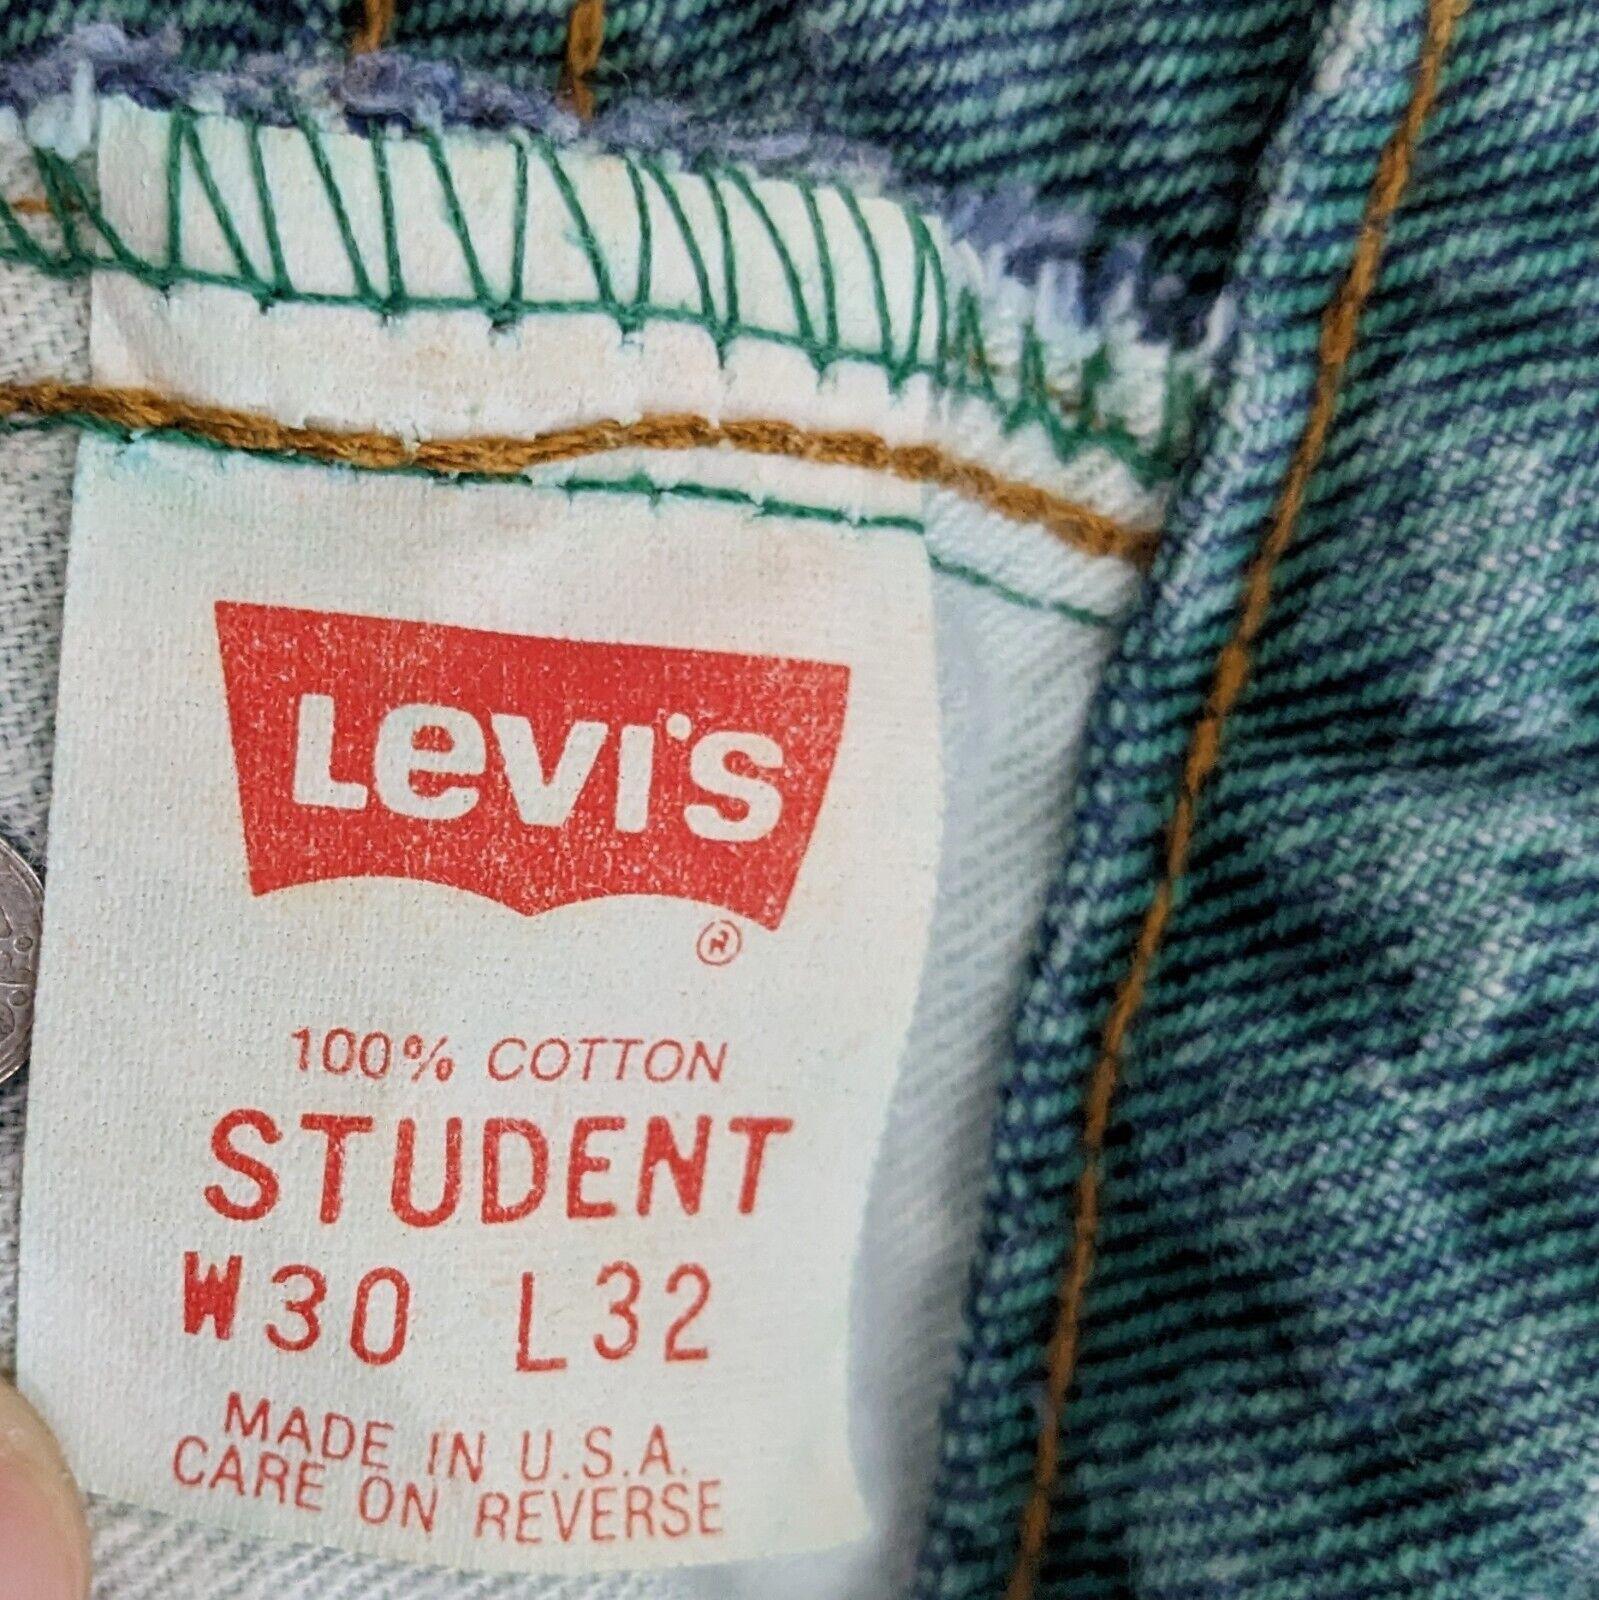 Levi's
®
100% COTTON
STUDENT
W30 L32
MADE IN U.S.A.
CARE ON REVERSE